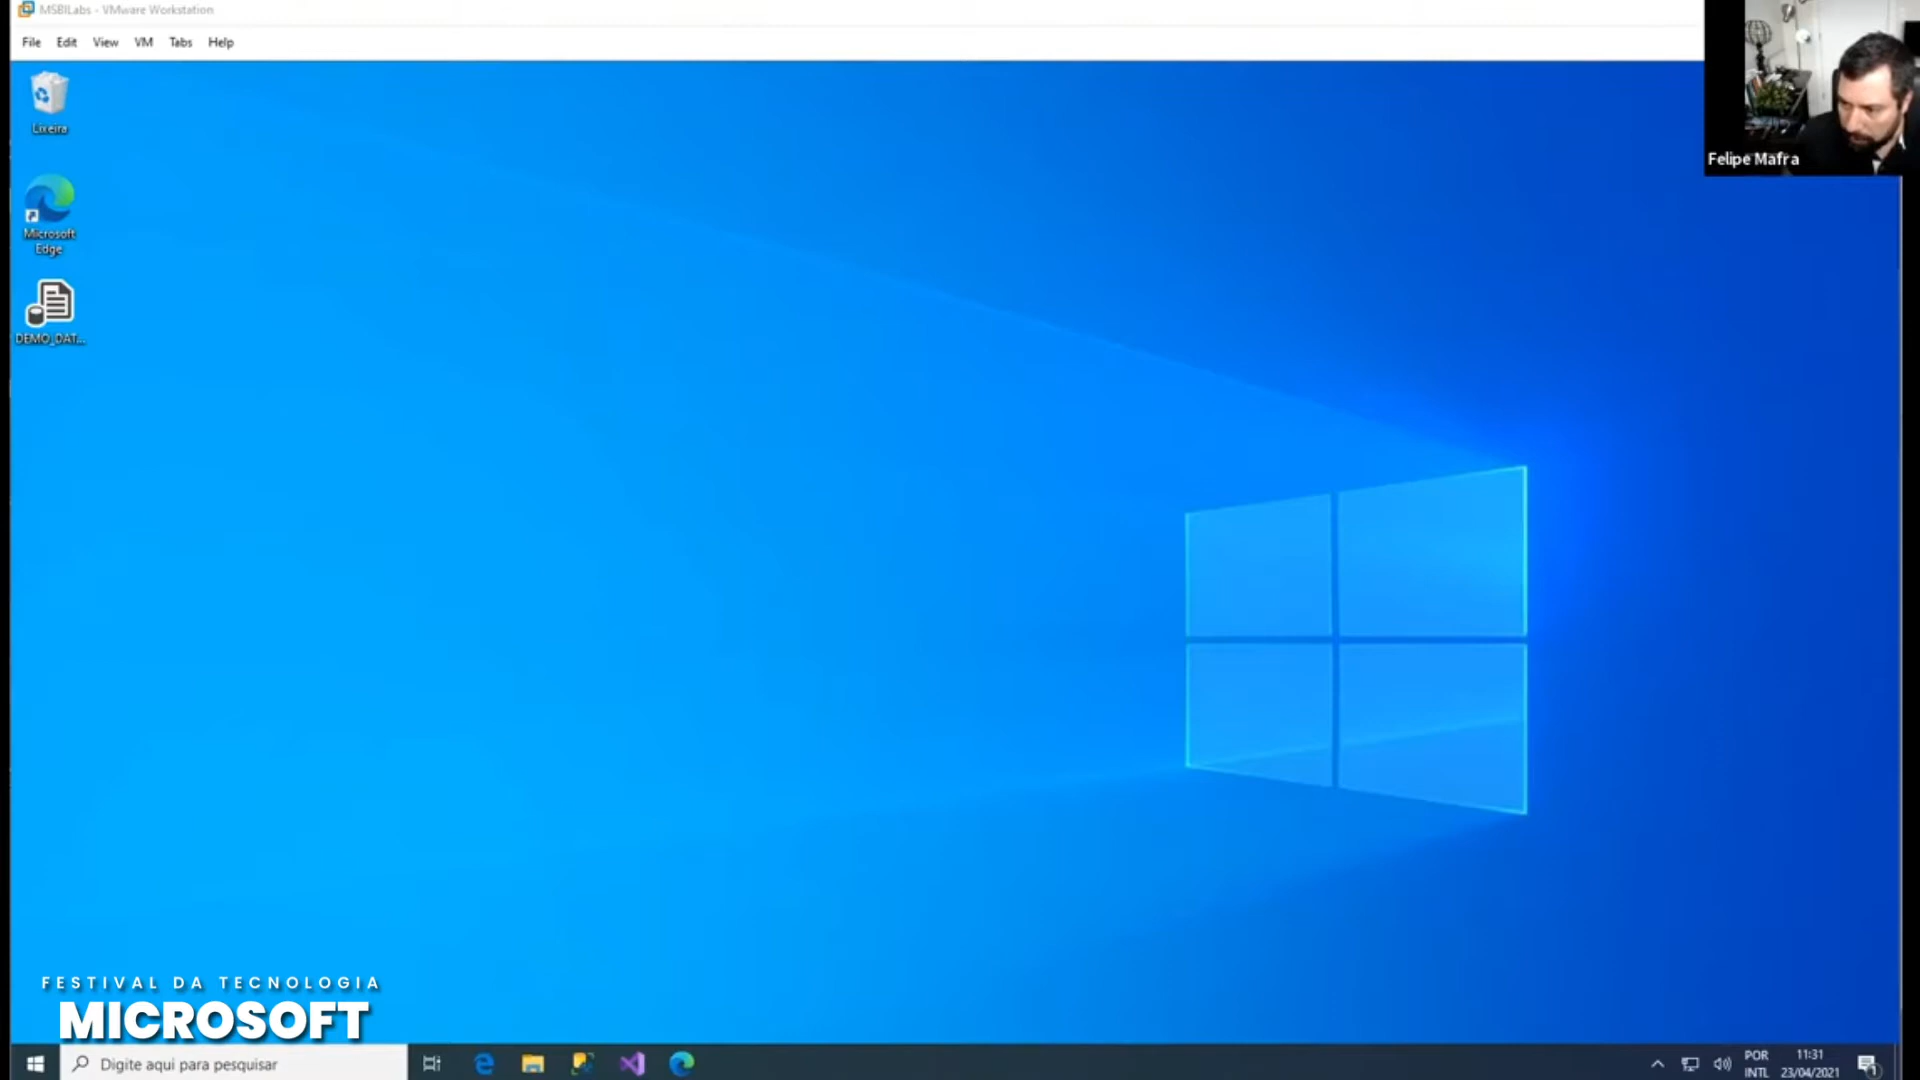 MSBILabs - VMware Workstation
File Edit View VM Tabs Help
Lixeira
Microsoft
Edge
DEMO_DAT...
Felipe Mafra
FESTIVAL DA TECNOLOGIA
MICROSOFT
Digite aqui para pesquisar
POR
INTL
11:31
23/04/2021
1